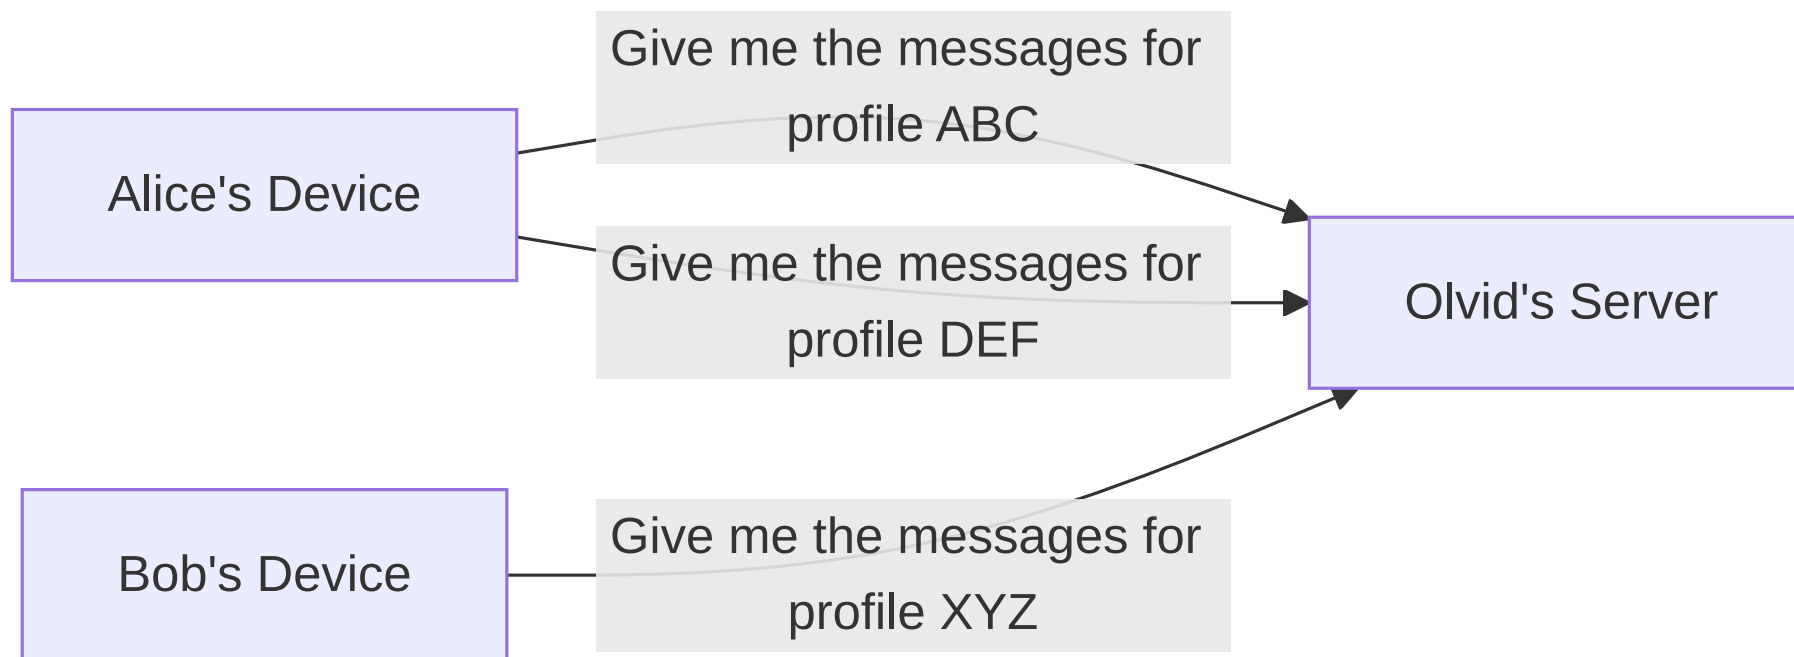 Give me the messages for
profile ABC
Alice's Device
Give me the messages for
profile DEF
Olvid's Server
Give me the messages for
profile XYZ
Bob's Device